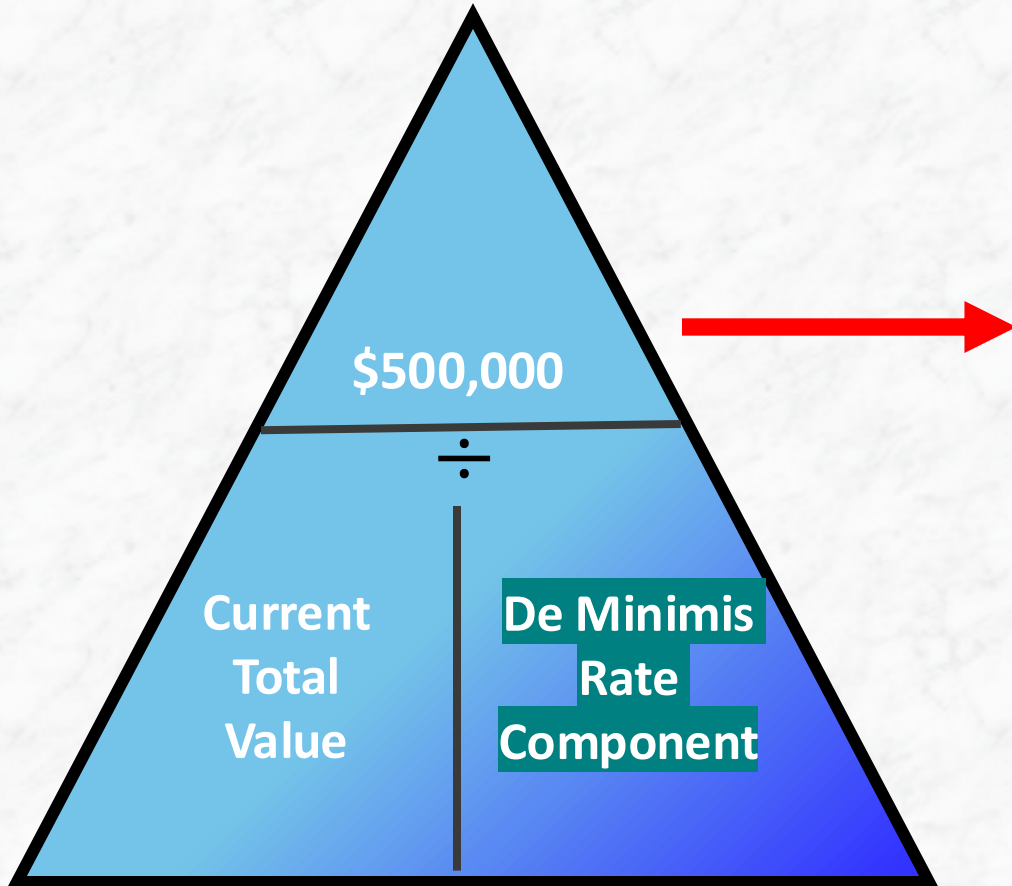 $500,000
÷
Current
Total
Value
De Minimis
Rate
Component